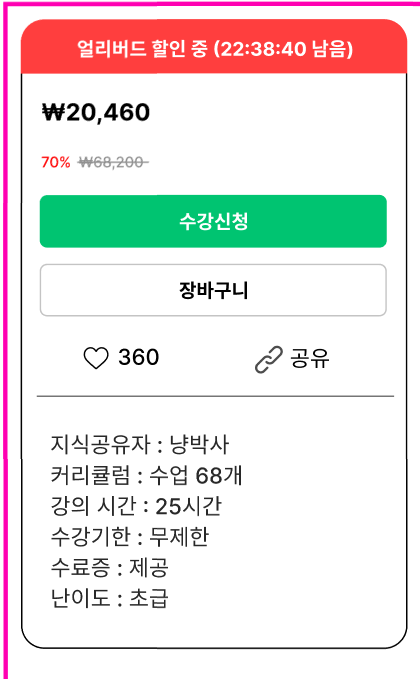 얼리버드 할인 중 (22:38:40 남음)
₩20,460
70% ₩68,200
수강신청
장바구니
360 공유
지식공유자 : 냥박사
커리큘럼 : 수업 68개
강의 시간 : 25시간
수강기한 : 무제한
수료증 : 제공
난이도 : 초급